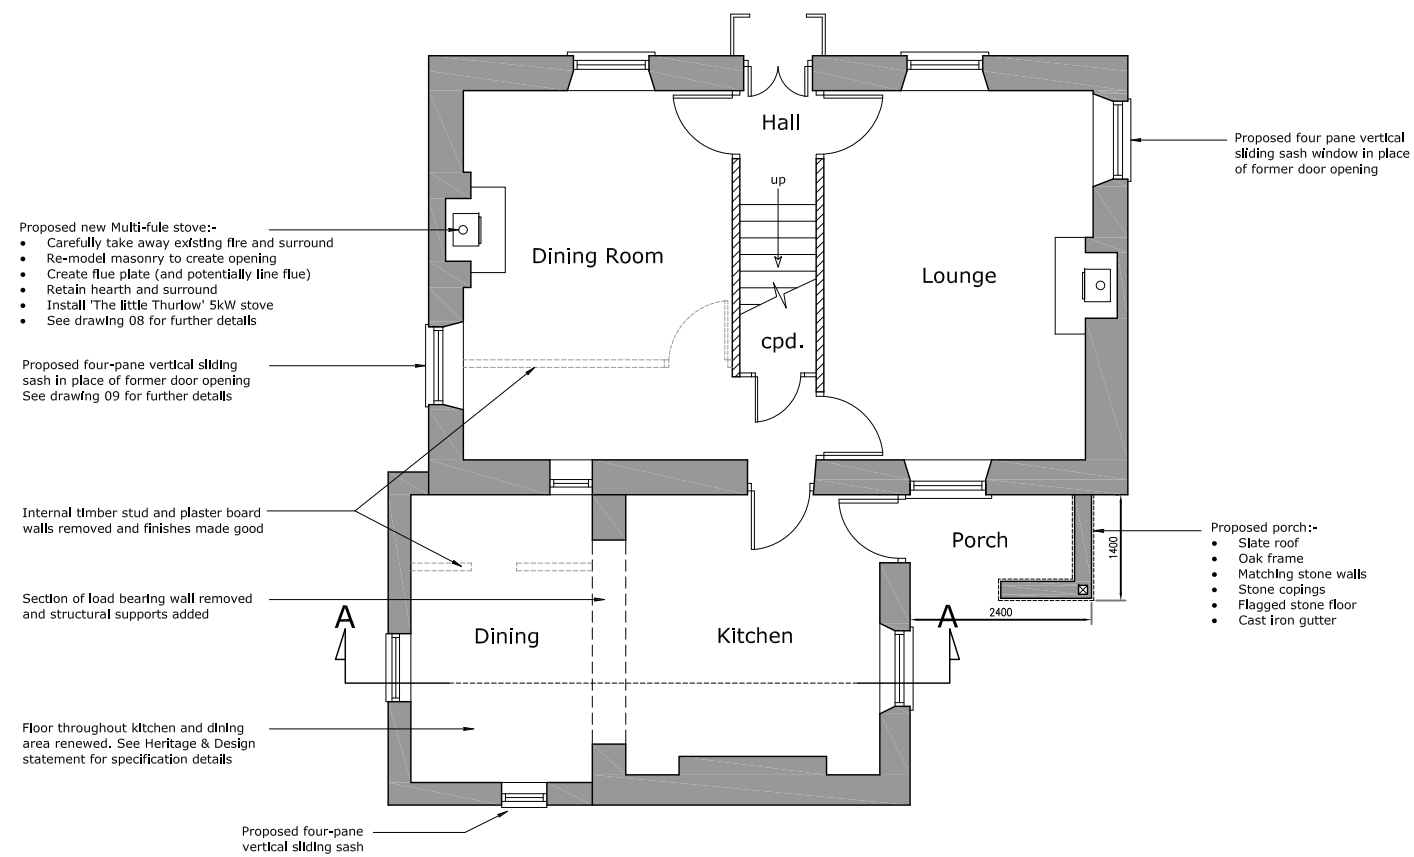 Hall
Proposed four pane vertical
sliding sash window in place
of former door opening
up
Proposed new Multi-fule stove:-
• Carefully take away existing fire and surround
• Re-model masonry to create opening
• Create flue plate (and potentially line flue)
• Retain hearth and surround
• Install 'The little Thurlow' 5kW stove
• See drawing 08 for further details
Dining Room
Lounge
cpd.
Proposed four-pane vertical sliding
sash in place of former door opening
See drawing 09 for further details
Internal timber stud and plaster board
walls removed and finishes made good
Porch
1400
2400
Proposed porch:-
• Slate roof
• Oak frame
• Matching stone walls
• Stone copings
• Flagged stone floor
• Cast iron gutter
Section of load bearing wall removed
and structural supports added
A
A
Dining
Kitchen
Floor throughout kitchen and dining
area renewed. See Heritage & Design
statement for specification details
Proposed four-pane
vertical sliding sash